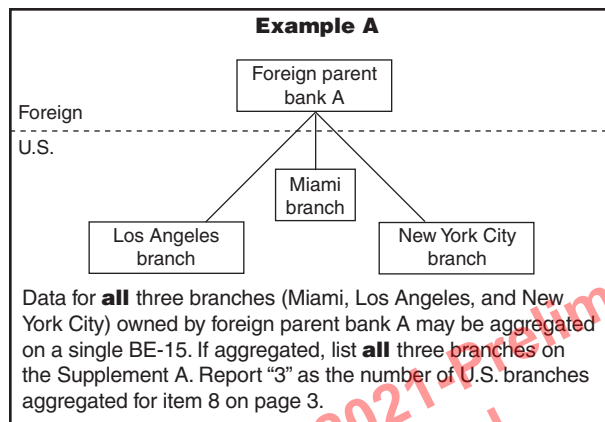 Example A
Foreign parent
bank A
Foreign
U.S.
Miami
branch
Los Angeles
branch
New York City
branch
Data for all three branches (Miami, Los Angeles, and New
York City) owned by foreign parent bank A may be aggregated
on a single BE-15. If aggregated, list all three branches on
the Supplement A. Report “3” as the number of U.S. branches
aggregated for item 8 on page 3.
2021-Prelim